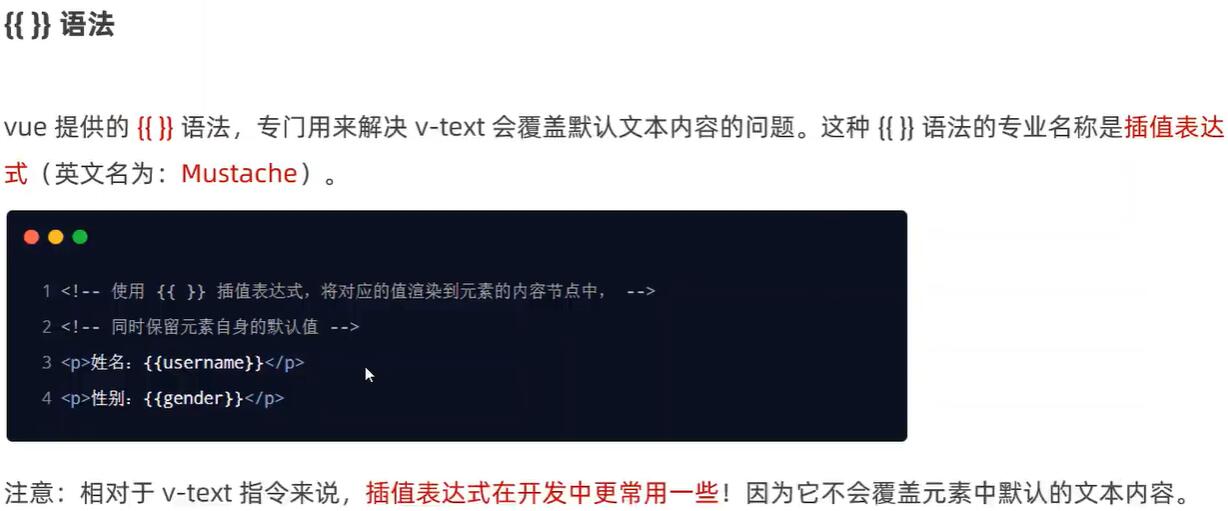 {{ }} 语法
vue 提供的 {{ }} 语法，专门用来解决 v-text 会覆盖默认文本内容的问题。这种 {{ }} 语法的专业名称是插值表达
式（英文名为：Mustache）。
1 <!-- 使用 {{ }} 插值表达式，将对应的值渲染到元素的内容节点中， -->
2 <!-- 同时保留元素自身的默认值 -->
3 <p>姓名：{{username}}</p>
4 <p>性别：{{gender}}</p>
注意：相对于 v-text 指令来说，插值表达式在开发中更常用一些！因为它不会覆盖元素中默认的文本内容。